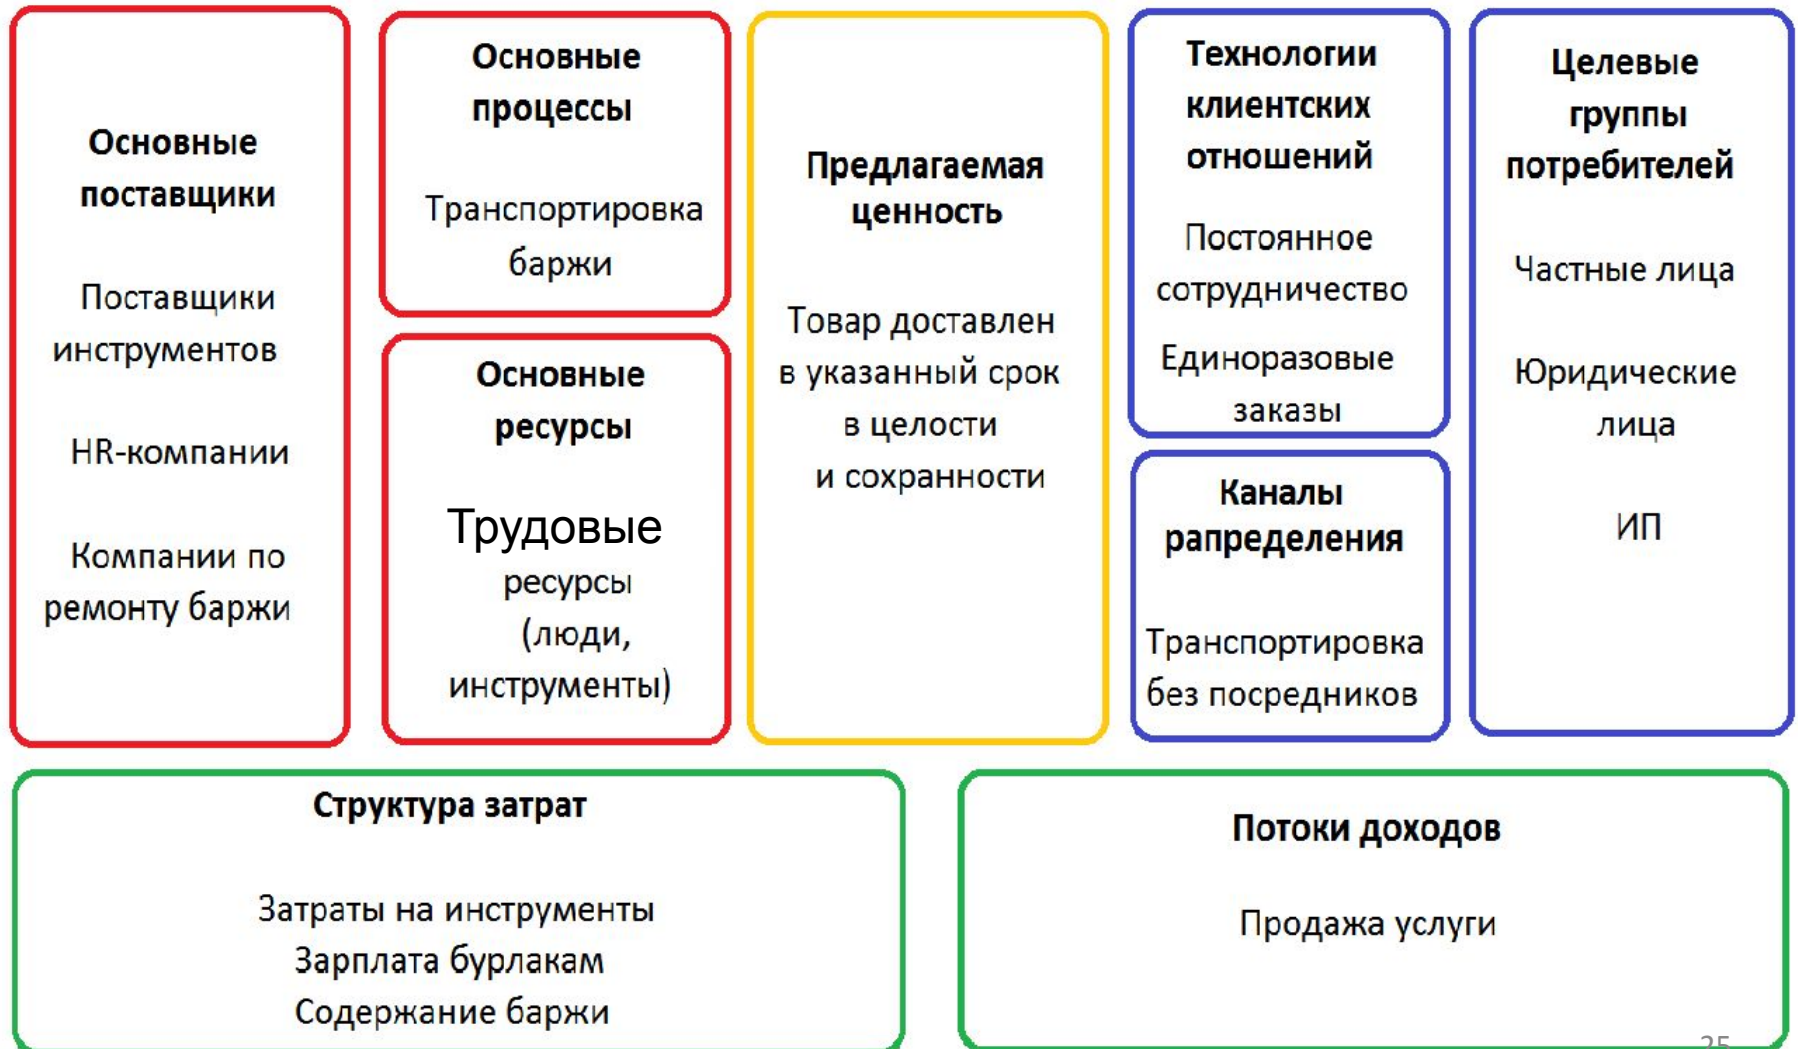 Основные
поставщики
Поставщики
инструментов
HR-компании
Компании по
ремонту баржи
Основные
процессы
Транспортировка
баржи
Основные
ресурсы
Трудовые
ресурсы
(люди,
инструменты)
Предлагаемая
ценность
Товар доставлен
в указанный срок
в целости
и сохранности
Технологии
клиентских
отношений
Постоянное
сотрудничество
Единоразовые
заказы
Каналы
рапределения
Транспортировка
без посредников
Целевые
группы
потребителей
Частные лица
Юридические
лица
ИП
Структура затрат
Затраты на инструменты
Зарплата бурлакам
Содержание баржи
Потоки доходов
Продажа услуги